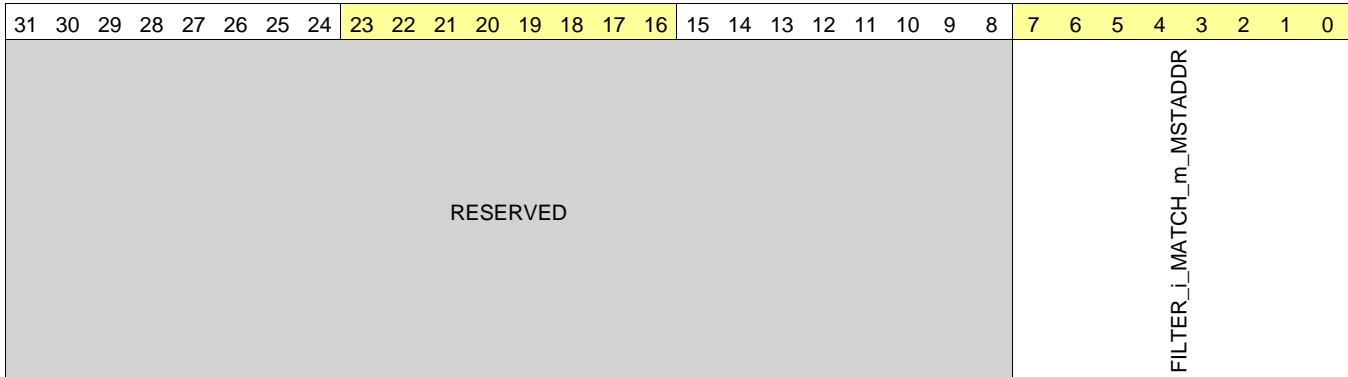 31 30 29 28 27 26 25 24 23 22 21 20 19 18 17 16 15 14 13 12 11 10 9 8 7 6 5 4 3 2 1 0
RESERVED
FILTER_i_MATCH_m_MSTADDR